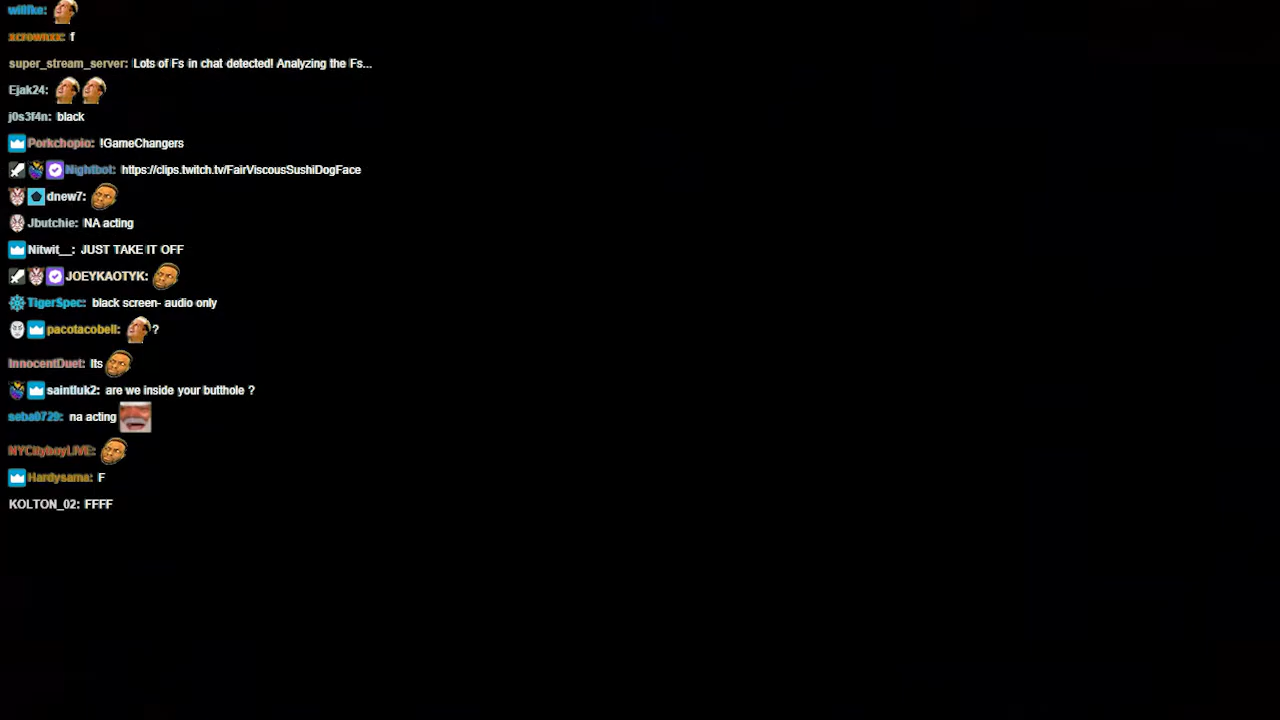 willfke:
xcrownxx: f
super_stream_server: Lots of Fs in chat detected! Analyzing the Fs...
Ejak24:
j0s3f4n: black
Porkchopio: !GameChangers
Nightbot: https://clips.twitch.tv/FairViscousSushiDogFace
dnew7:
Jbutchie: NA acting
Nitwit__: JUST TAKE IT OFF
JOEYKAOTYK:
TigerSpec: black screen- audio only
pacotacobell: ?
InnocentDuet: Its
saintluk2: are we inside your butthole ?
seba0729: na acting
NYCityboyLIVE:
Hardysama: F
KOLTON_02: FFFF